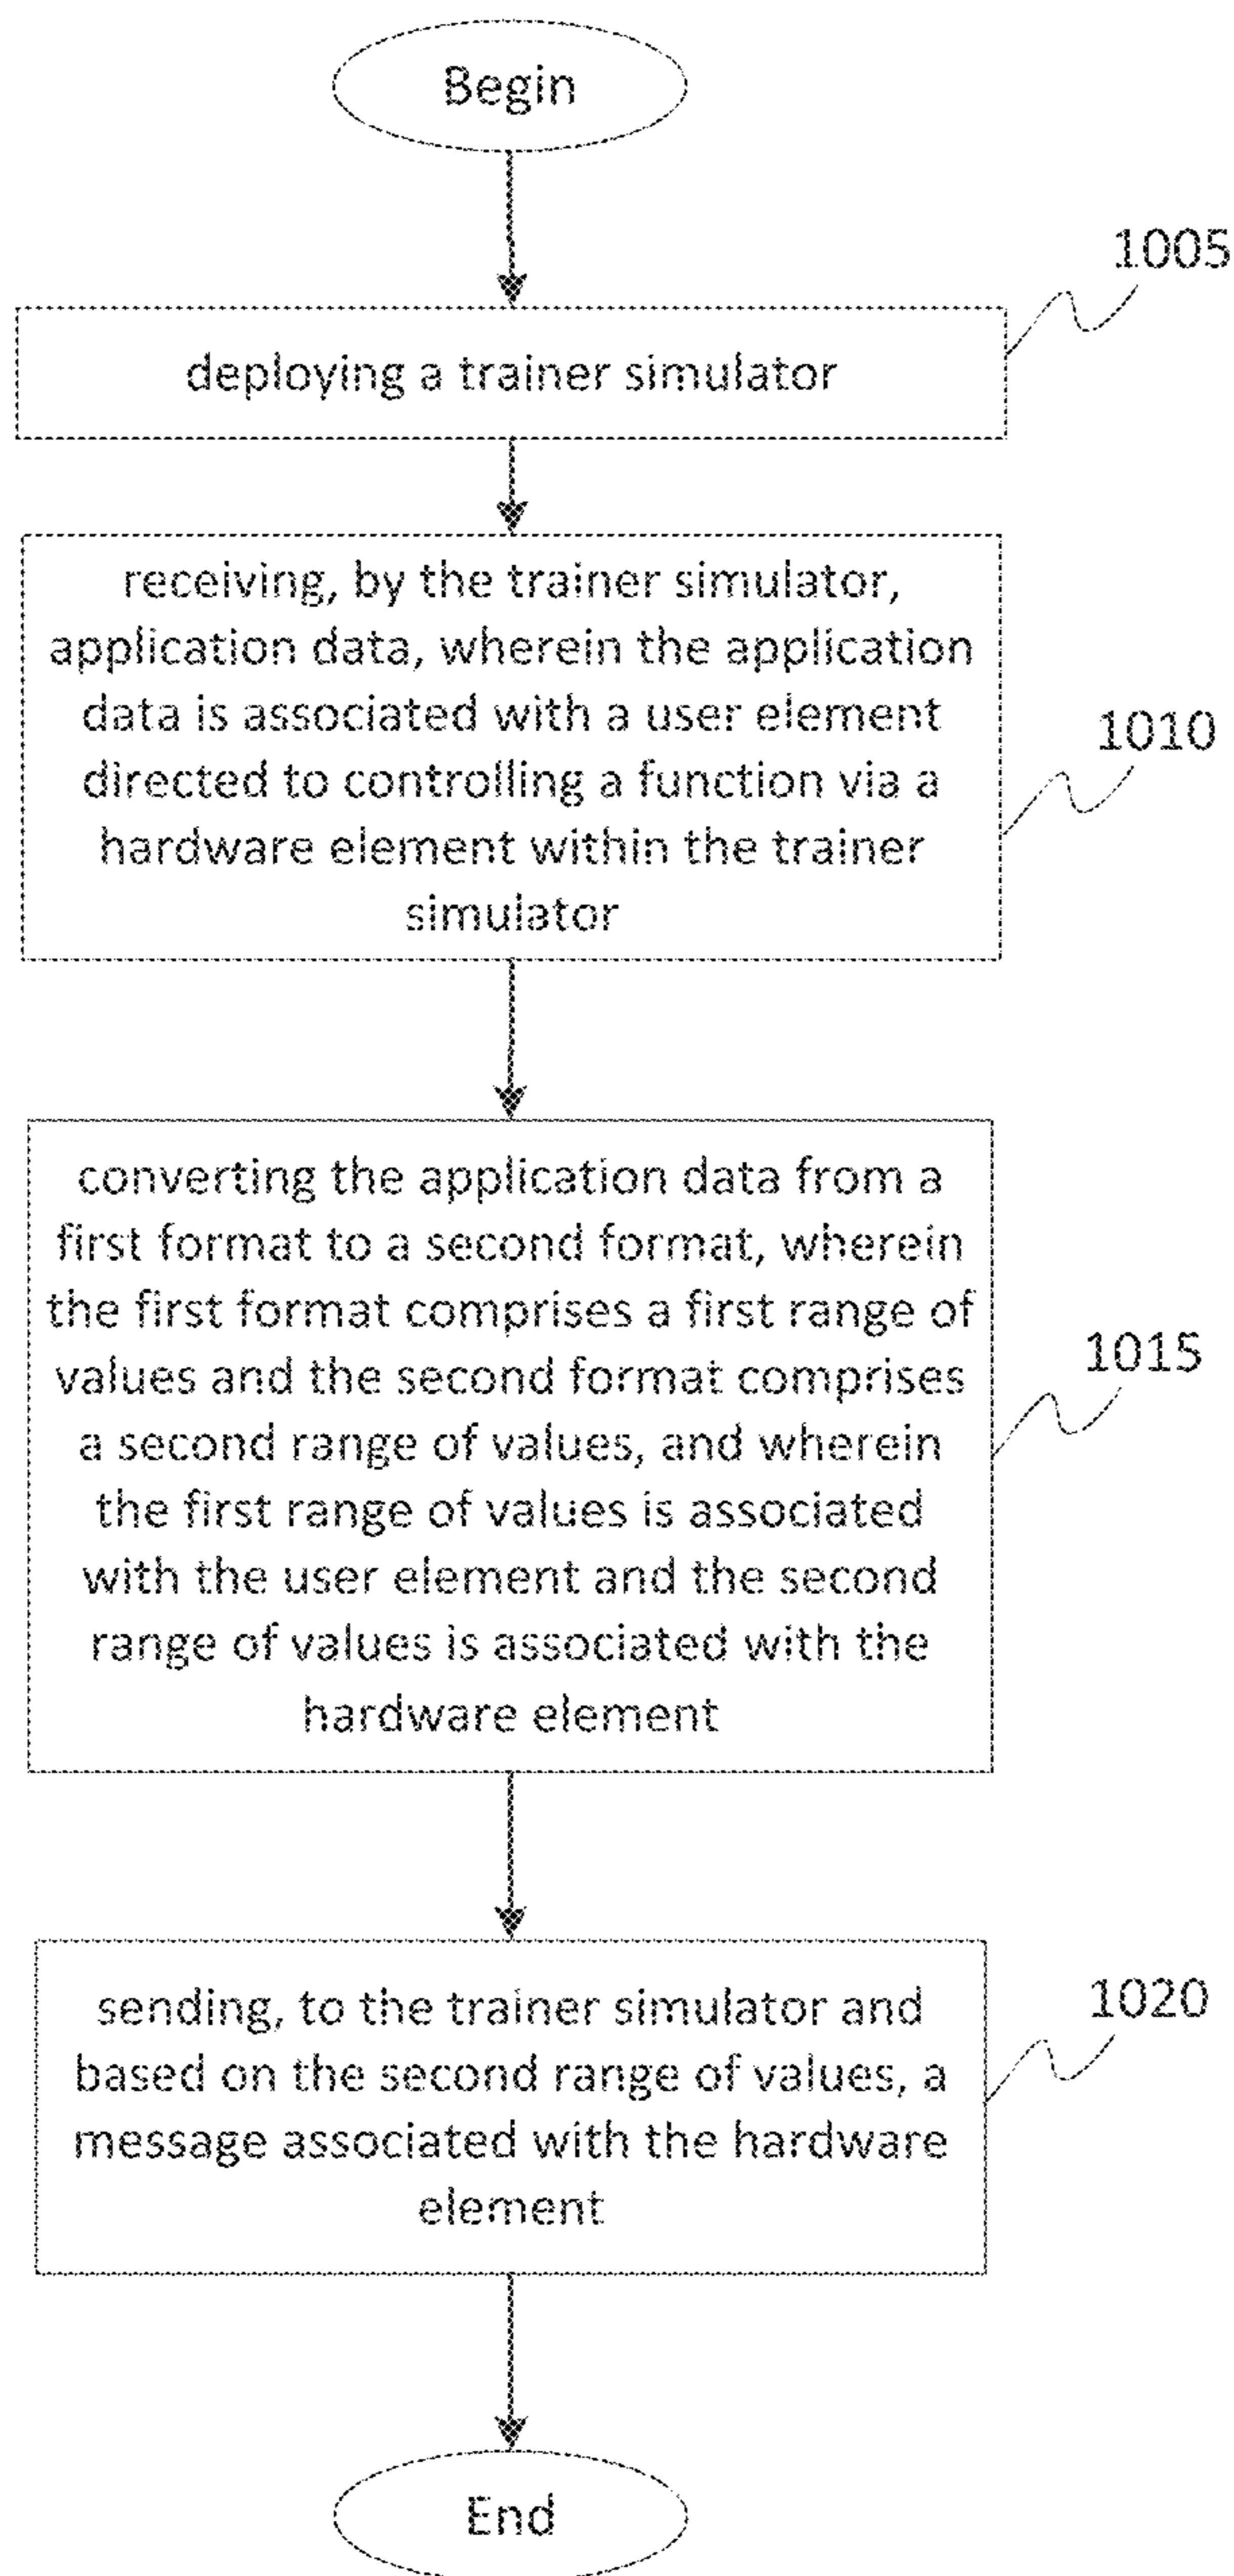 Begin
1005
deploying a trainer simulator
receiving, by the trainer simulator,
application data, wherein the application
data is associated with a user element
directed to controlling a function via a
hardware element within the trainer
simulator
1010
converting the application data from a
first format to a second format, wherein
the first format comprises a first range of
values and the second format comprises
a second range of values, and wherein
the first range of values is associated
with the user element and the second
range of values is associated with the
hardware element
1015
sending, to the trainer simulator and
based on the second range of values, a
message associated with the hardware
element
1020
End